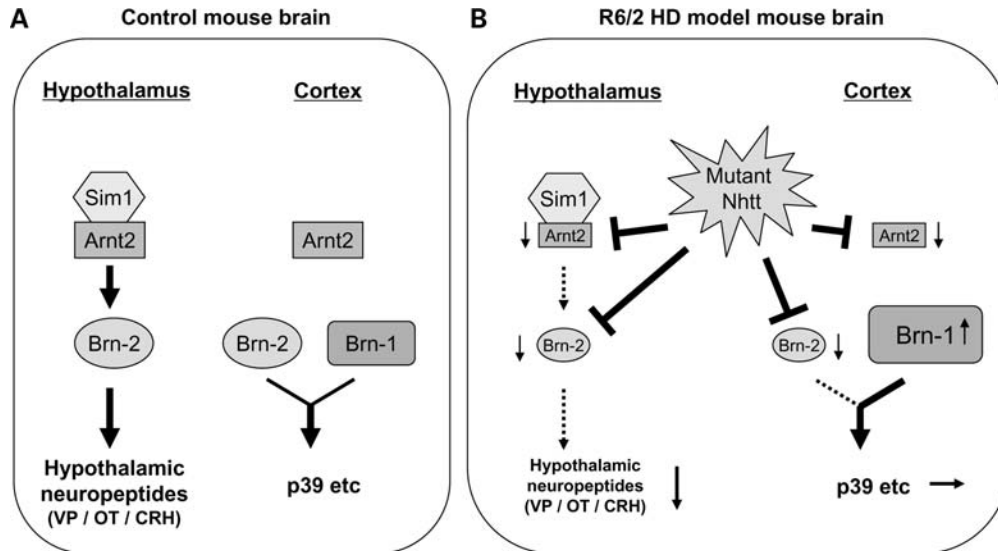 A
Control mouse brain
Hypothalamus
Cortex
Sim1
Arnt2
Arnt2
Brn-2
Brn-2
Brn-1
Hypothalamic
neuropeptides
(VP / OT / CRH)
p39 etc
B
R6/2 HD model mouse brain
Hypothalamus
Cortex
Mutant
Nhtt
Sim1
Arnt2
Arnt2
Brn-2
Brn-2
Brn-1
Hypothalamic
neuropeptides
(VP / OT / CRH)
p39 etc